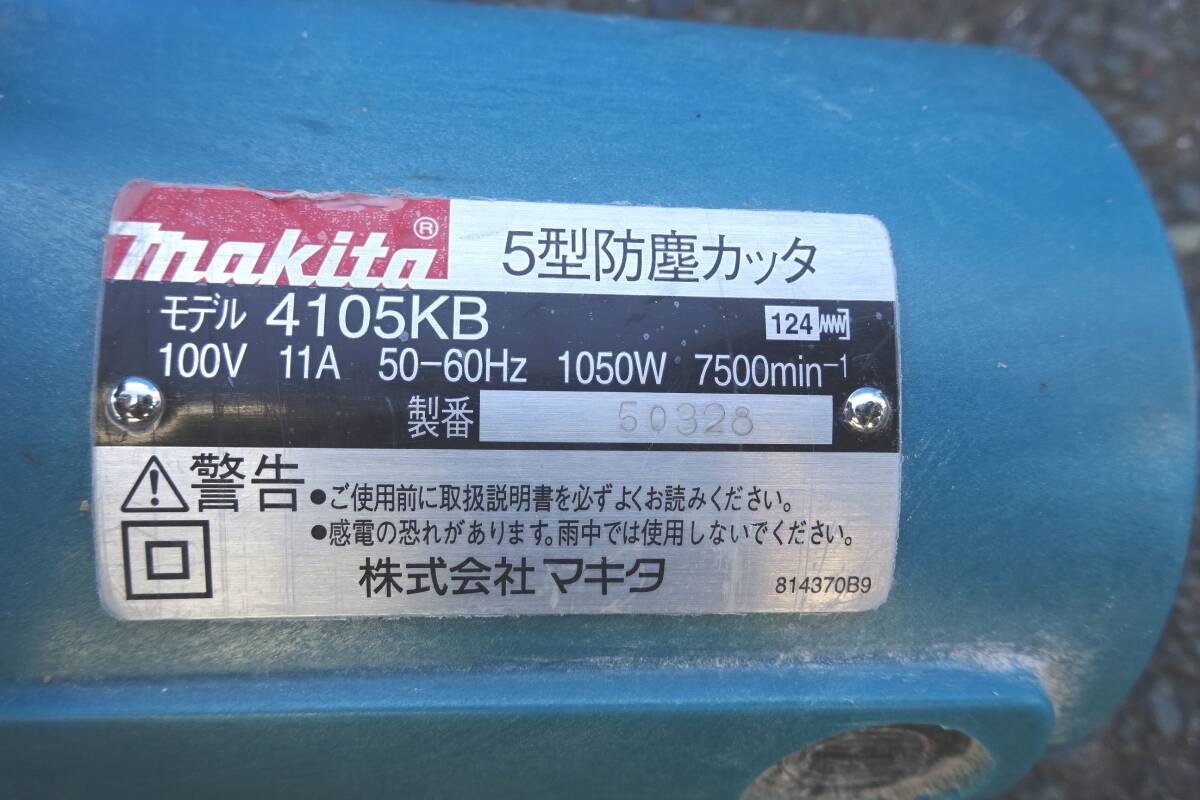 makita® 5型防塵カッタ
モデル 4105KB 124
100V 11A 50-60Hz 1050W 7500min⁻¹
製番 50328
警告 ●ご使用前に取扱説明書を必ずよくお読みください。
●感電の恐れがあります。雨中では使用しないでください。
株式会社 マキタ 814370B9